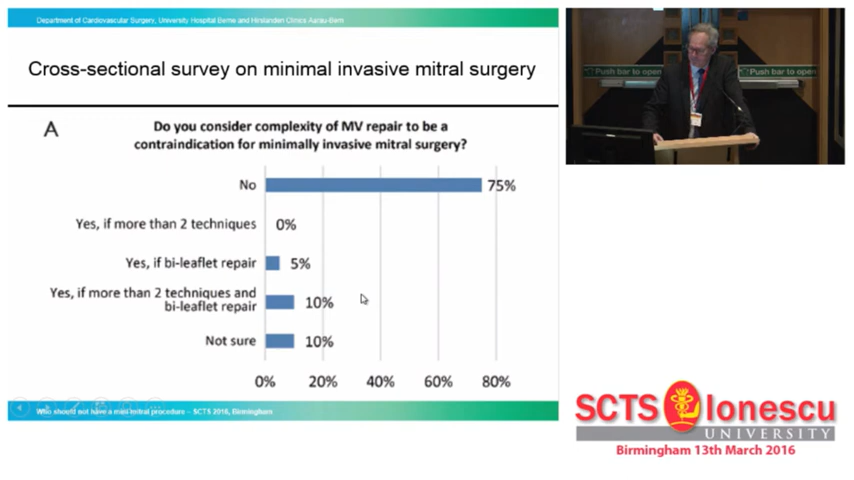 Department of Cardiovascular Surgery, University Hospital Berne and Hirslanden Clinics Aarau-Bern
Cross-sectional survey on minimal invasive mitral surgery
A
Do you consider complexity of MV repair to be a
contraindication for minimally invasive mitral surgery?
No
75%
Yes, if more than 2 techniques
0%
Yes, if bi-leaflet repair
5%
Yes, if more than 2 techniques and
bi-leaflet repair
10%
Not sure
10%
0% 20% 40% 60% 80%
Who should not have a mini-mitral procedure – SCTS 2016, Birmingham
Push bar to open
Push bar to open
SCTS Ionescu
UNIVERSITY
Birmingham 13th March 2016